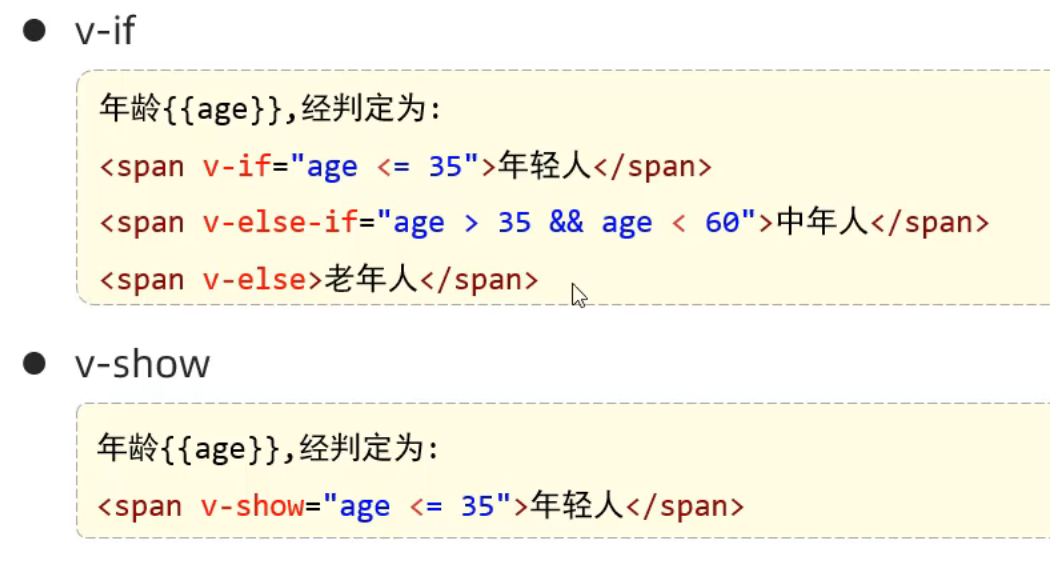 ● v-if
年龄{{age}},经判定为:
<span v-if="age <= 35">年轻人</span>
<span v-else-if="age > 35 && age < 60">中年人</span>
<span v-else>老年人</span>
● v-show
年龄{{age}},经判定为:
<span v-show="age <= 35">年轻人</span>